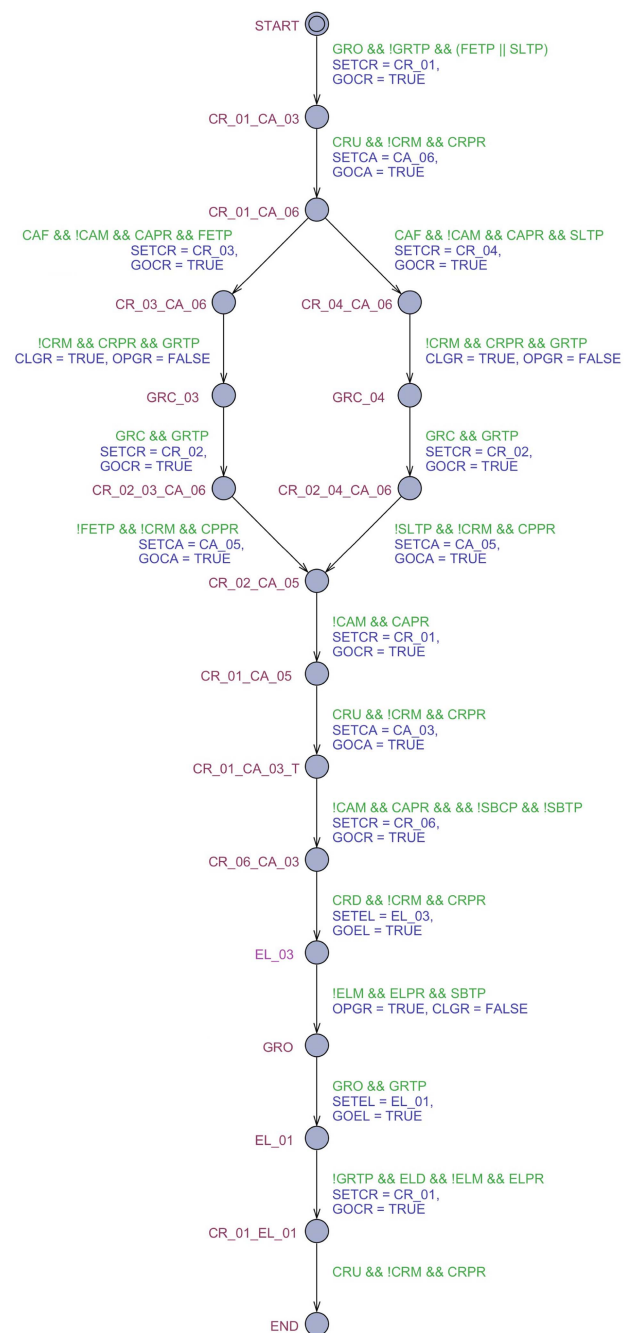 START
GRO && !GRTP && (FETP || SLTP)
SETCR = CR_01,
GOCR = TRUE
CR_01_CA_03
CRU && !CRM && CRPR
SETCA = CA_06,
GOCA = TRUE
CR_01_CA_06
CAF && !CAM && CAPR && FETP
SETCR = CR_03,
GOCR = TRUE
CAF && !CAM && CAPR && SLTP
SETCR = CR_04,
GOCR = TRUE
CR_03_CA_06
CR_04_CA_06
!CRM && CRPR && GRTP
CLGR = TRUE, OPGR = FALSE
!CRM && CRPR && GRTP
CLGR = TRUE, OPGR = FALSE
GRC_03
GRC_04
GRC && GRTP
SETCR = CR_02,
GOCR = TRUE
GRC && GRTP
SETCR = CR_02,
GOCR = TRUE
CR_02_03_CA_06
CR_02_04_CA_06
!FETP && !CRM && CPPR
SETCA = CA_05,
GOCA = TRUE
!SLTP && !CRM && CPPR
SETCA = CA_05,
GOCA = TRUE
CR_02_CA_05
!CAM && CAPR
SETCR = CR_01,
GOCR = TRUE
CR_01_CA_05
CRU && !CRM && CRPR
SETCA = CA_03,
GOCA = TRUE
CR_01_CA_03_T
!CAM && CAPR && && !SBCP && !SBTP
SETCR = CR_06,
GOCR = TRUE
CR_06_CA_03
CRD && !CRM && CRPR
SETEL = EL_03,
GOEL = TRUE
EL_03
!ELM && ELPR && SBTP
OPGR = TRUE, CLGR = FALSE
GRO
GRO && GRTP
SETEL = EL_01,
GOEL = TRUE
EL_01
!GRTP && ELD && !ELM && ELPR
SETCR = CR_01,
GOCR = TRUE
CR_01_EL_01
CRU && !CRM && CRPR
END